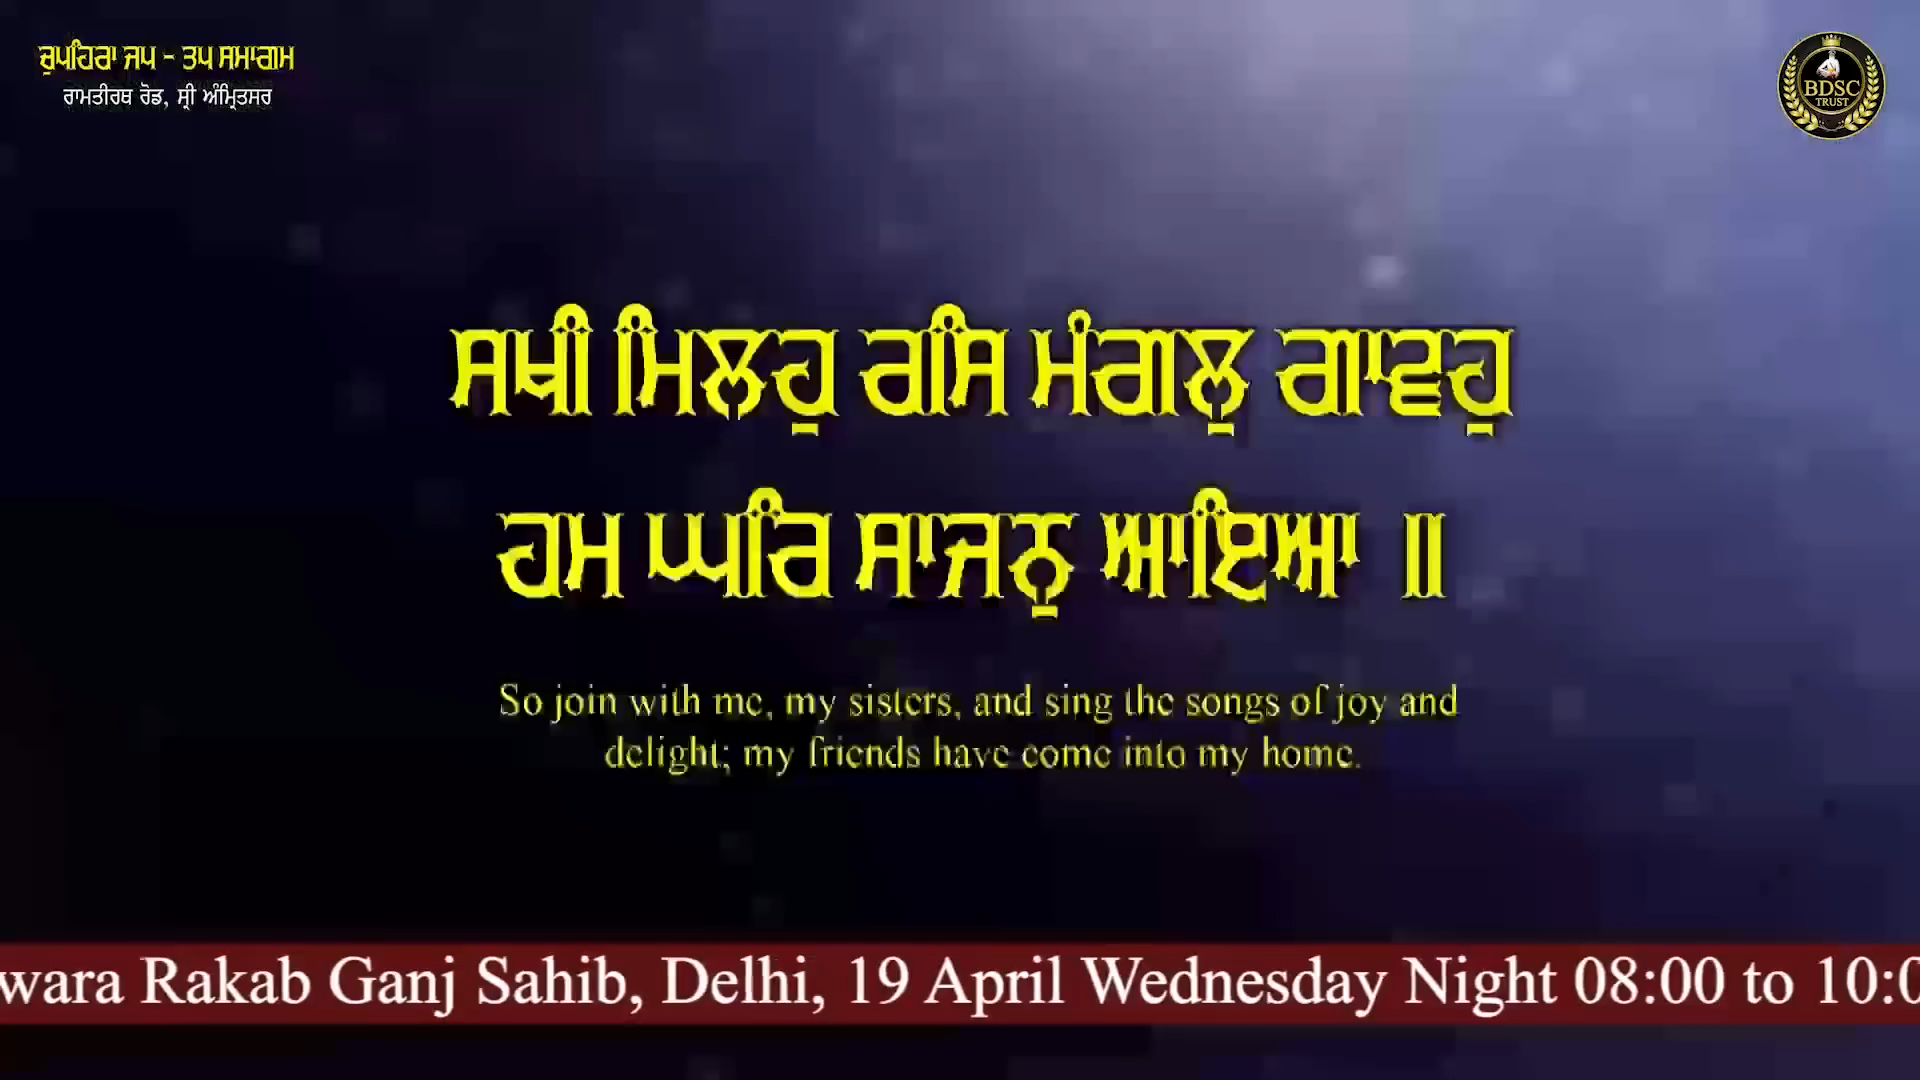 ਚੁਪਹਿਰਾ ਜਪ - ਤਪ ਸਮਾਗਮ
ਰਾਮਤੀਰਥ ਰੋਡ, ਸ੍ਰੀ ਅੰਮ੍ਰਿਤਸਰ
BDSC
TRUST
ਸਖੀ ਮਿਲਹੁ ਰਸਿ ਮੰਗਲੁ ਗਾਵਹੁ
ਹਮ ਘਰਿ ਸਾਜਨੁ ਆਇਆ ॥
So join with me, my sisters, and sing the songs of joy and
delight; my friends have come into my home.
wara Rakab Ganj Sahib, Delhi, 19 April Wednesday Night 08:00 to 10:0